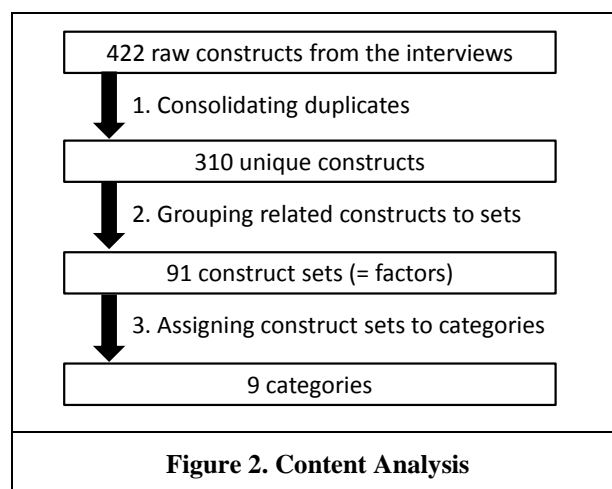 422 raw constructs from the interviews
1. Consolidating duplicates
310 unique constructs
2. Grouping related constructs to sets
91 construct sets (= factors)
3. Assigning construct sets to categories
9 categories
Figure 2. Content Analysis